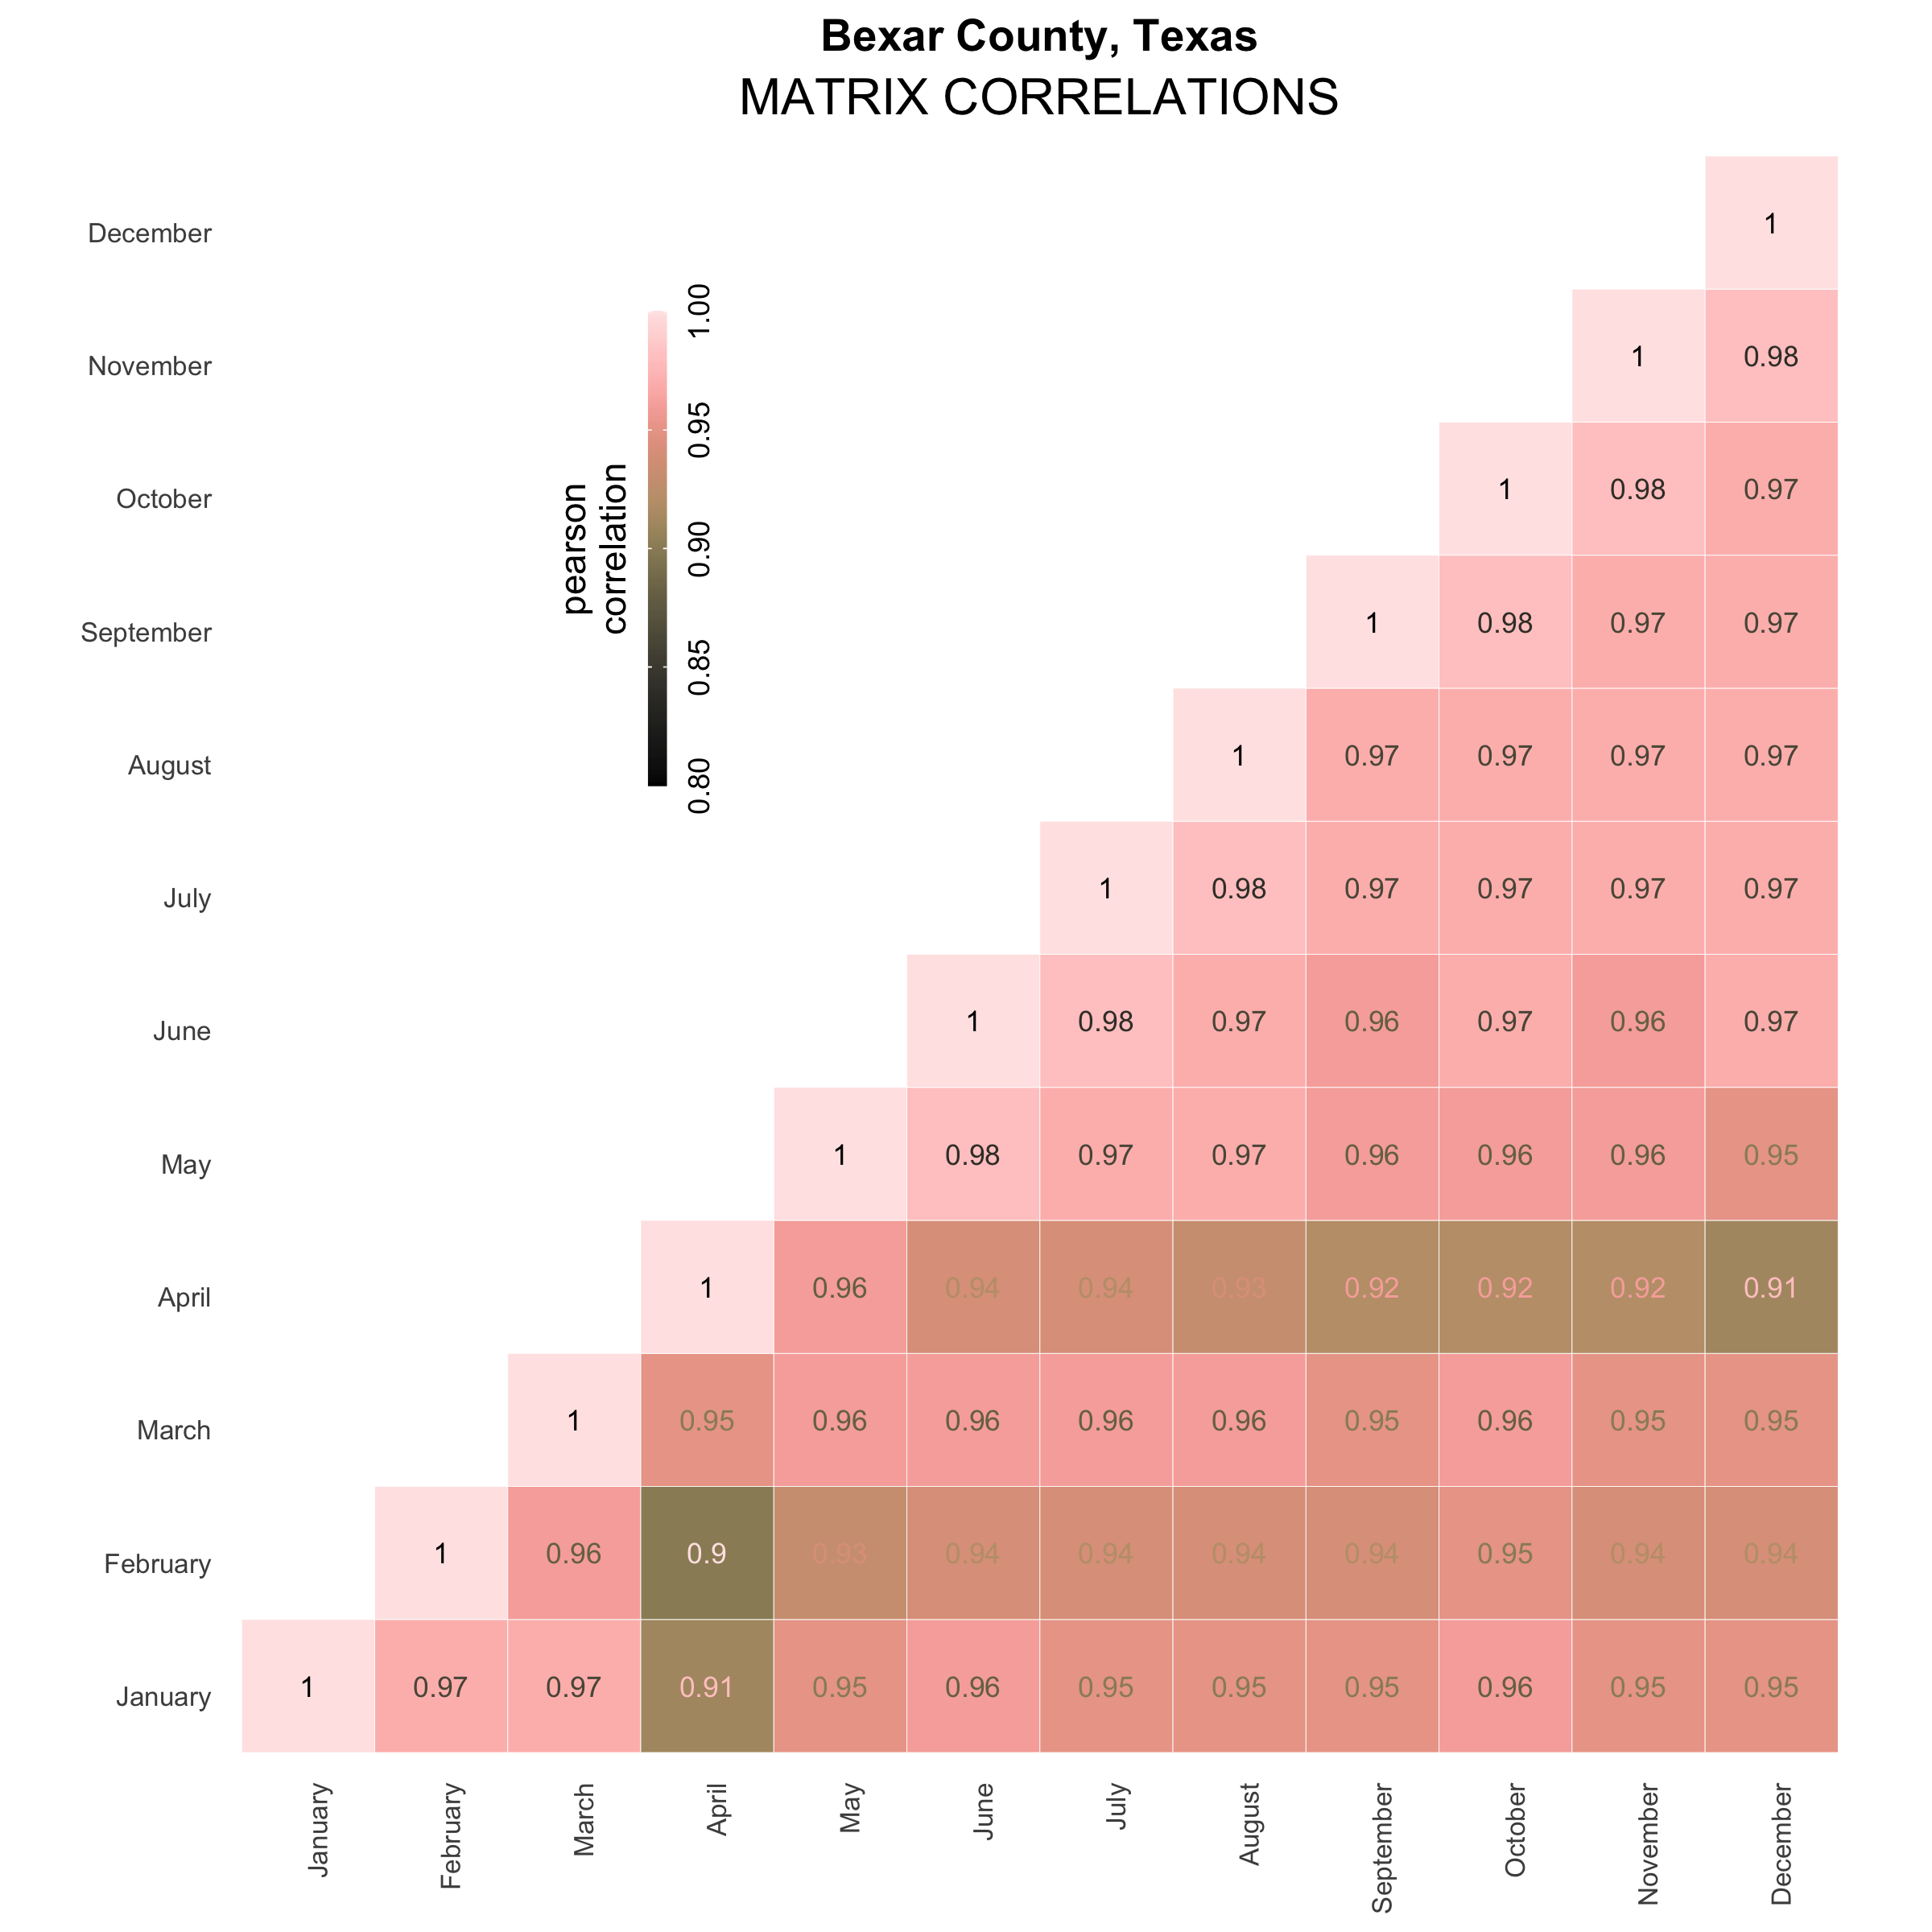 Bexar County, Texas
MATRIX CORRELATIONS
pearson
correlation
1.00
0.95
0.90
0.85
0.80
December 1
November 1 0.98
October 1 0.98 0.97
September 1 0.98 0.97 0.97
August 1 0.97 0.97 0.97 0.97
July 1 0.98 0.97 0.97 0.97 0.97
June 1 0.98 0.97 0.96 0.97 0.96 0.97
May 1 0.98 0.97 0.97 0.96 0.96 0.96 0.95
April 1 0.96 0.94 0.94 0.93 0.92 0.92 0.92 0.91
March 1 0.95 0.96 0.96 0.96 0.96 0.95 0.96 0.95 0.95
February 1 0.96 0.9 0.93 0.94 0.94 0.94 0.94 0.95 0.94 0.94
January 1 0.97 0.97 0.91 0.95 0.96 0.95 0.95 0.95 0.96 0.95 0.95
January February March April May June July August September October November December